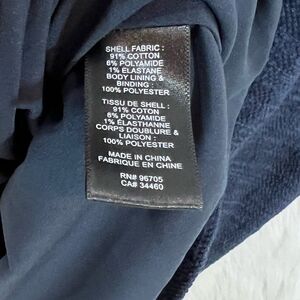 SHELL FABRIC :
91% COTTON
8% POLYAMIDE
1% ELASTANE
BODY LINING &
BINDING :
100% POLYESTER
TISSU DE SHELL :
91% COTON
8% POLYAMIDE
1% ÉLASTHANNE
CORPS DOUBLURE &
LIAISON :
100% POLYESTER
MADE IN CHINA
FABRIQUE EN CHINE
RN# 96705
CA# 34460